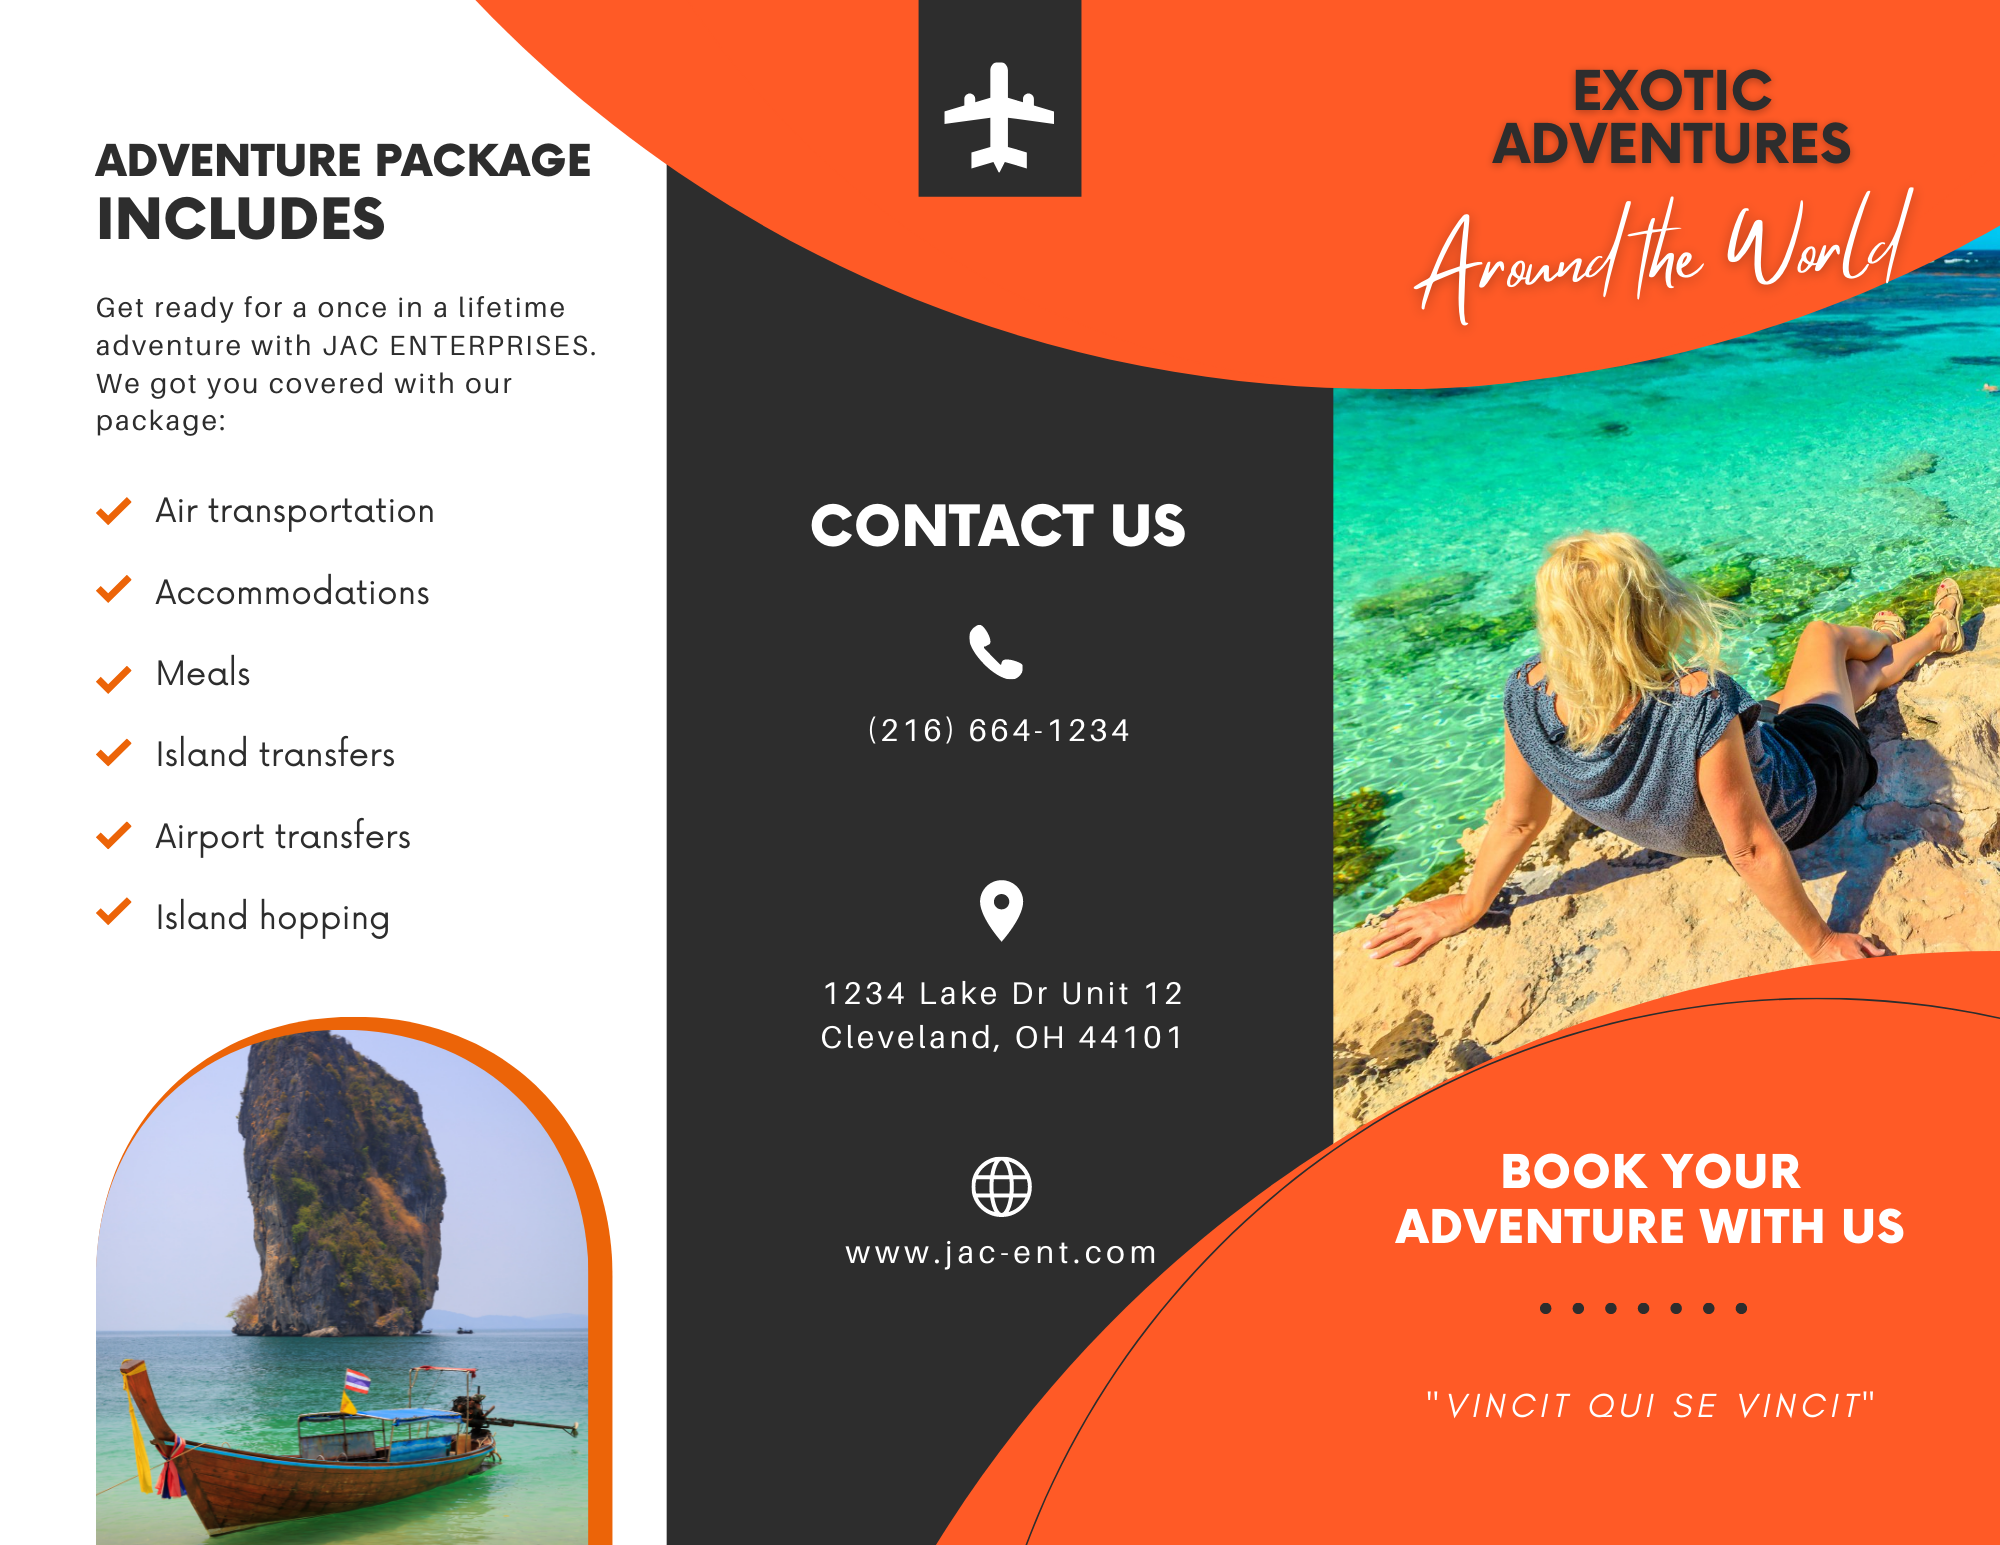 ADVENTURE PACKAGE
INCLUDES
Get ready for a once in a lifetime
adventure with JAC ENTERPRISES.
We got you covered with our
package:
Air transportation
Accommodations
Meals
Island transfers
Airport transfers
Island hopping
CONTACT US
(216) 664-1234
1234 Lake Dr Unit 12
Cleveland, OH 44101
www.jac-ent.com
EXOTIC
ADVENTURES
Around the World
BOOK YOUR
ADVENTURE WITH US
"VINCIT QUI SE VINCIT"